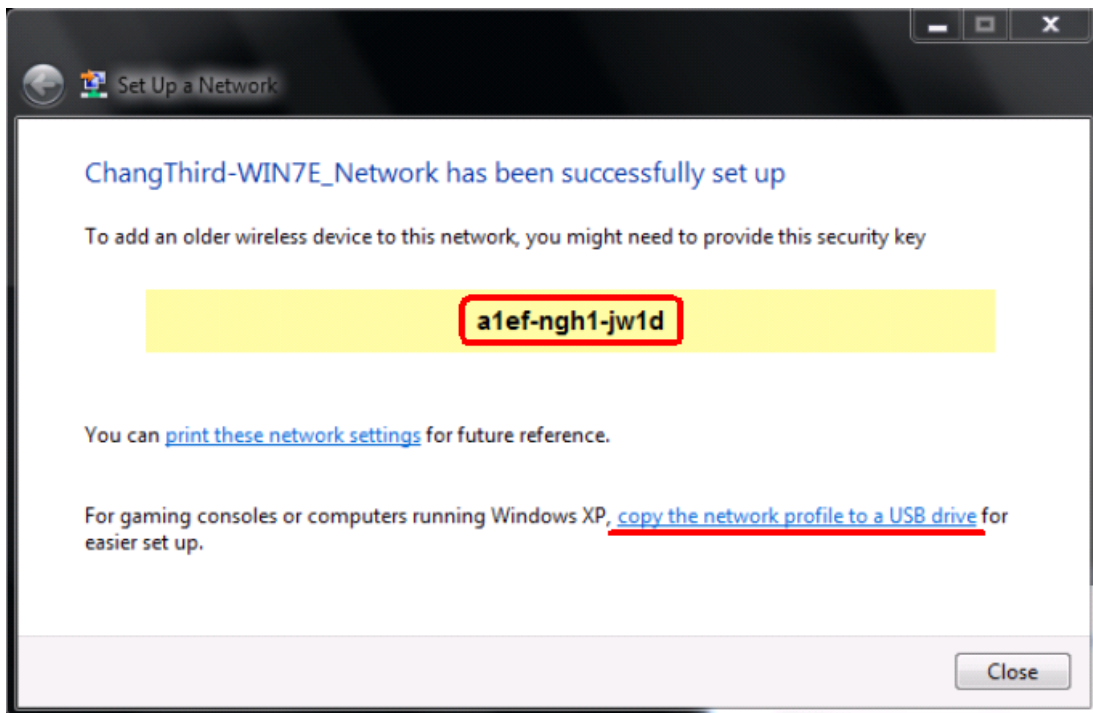 Set Up a Network
ChangThird-WIN7E_Network has been successfully set up
To add an older wireless device to this network, you might need to provide this security key
a1ef-ngh1-jw1d
You can print these network settings for future reference.
For gaming consoles or computers running Windows XP, copy the network profile to a USB drive for
easier set up.
Close